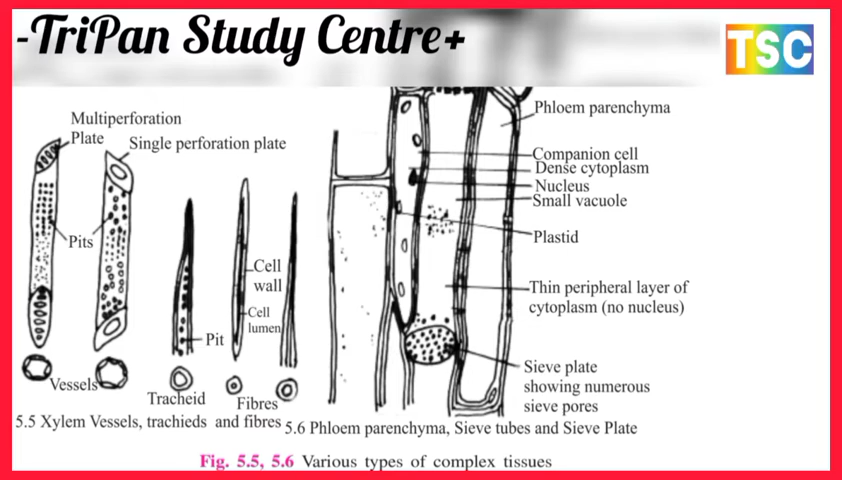 -TriPan Study Centre+
TSC
Multiperforation
Plate
Single perforation plate
Pits
Vessels
Pit
Tracheid
Cell
wall
Cell
lumen
Fibres
5.5 Xylem Vessels, trachieds and fibres
Phloem parenchyma
Companion cell
Dense cytoplasm
Nucleus
Small vacuole
Plastid
Thin peripheral layer of
cytoplasm (no nucleus)
Sieve plate
showing numerous
sieve pores
5.6 Phloem parenchyma, Sieve tubes and Sieve Plate
Fig. 5.5, 5.6 Various types of complex tissues